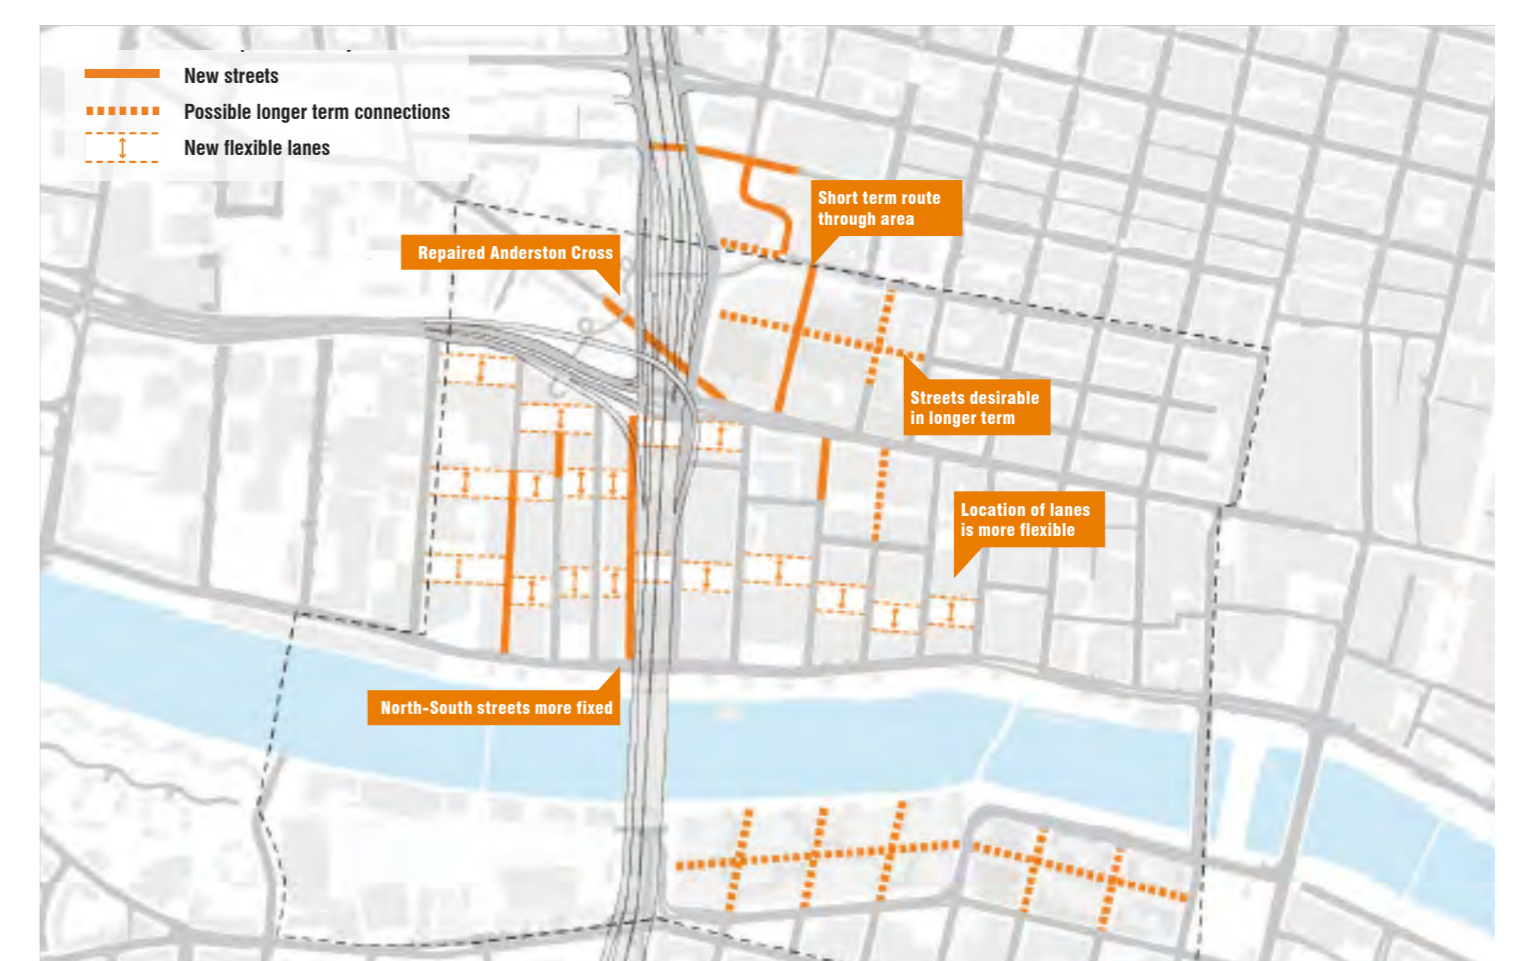 New streets
Possible longer term connections
New flexible lanes
Short term route
through area
Repaired Anderston Cross
Streets desirable
in longer term
Location of lanes
is more flexible
North-South streets more fixed